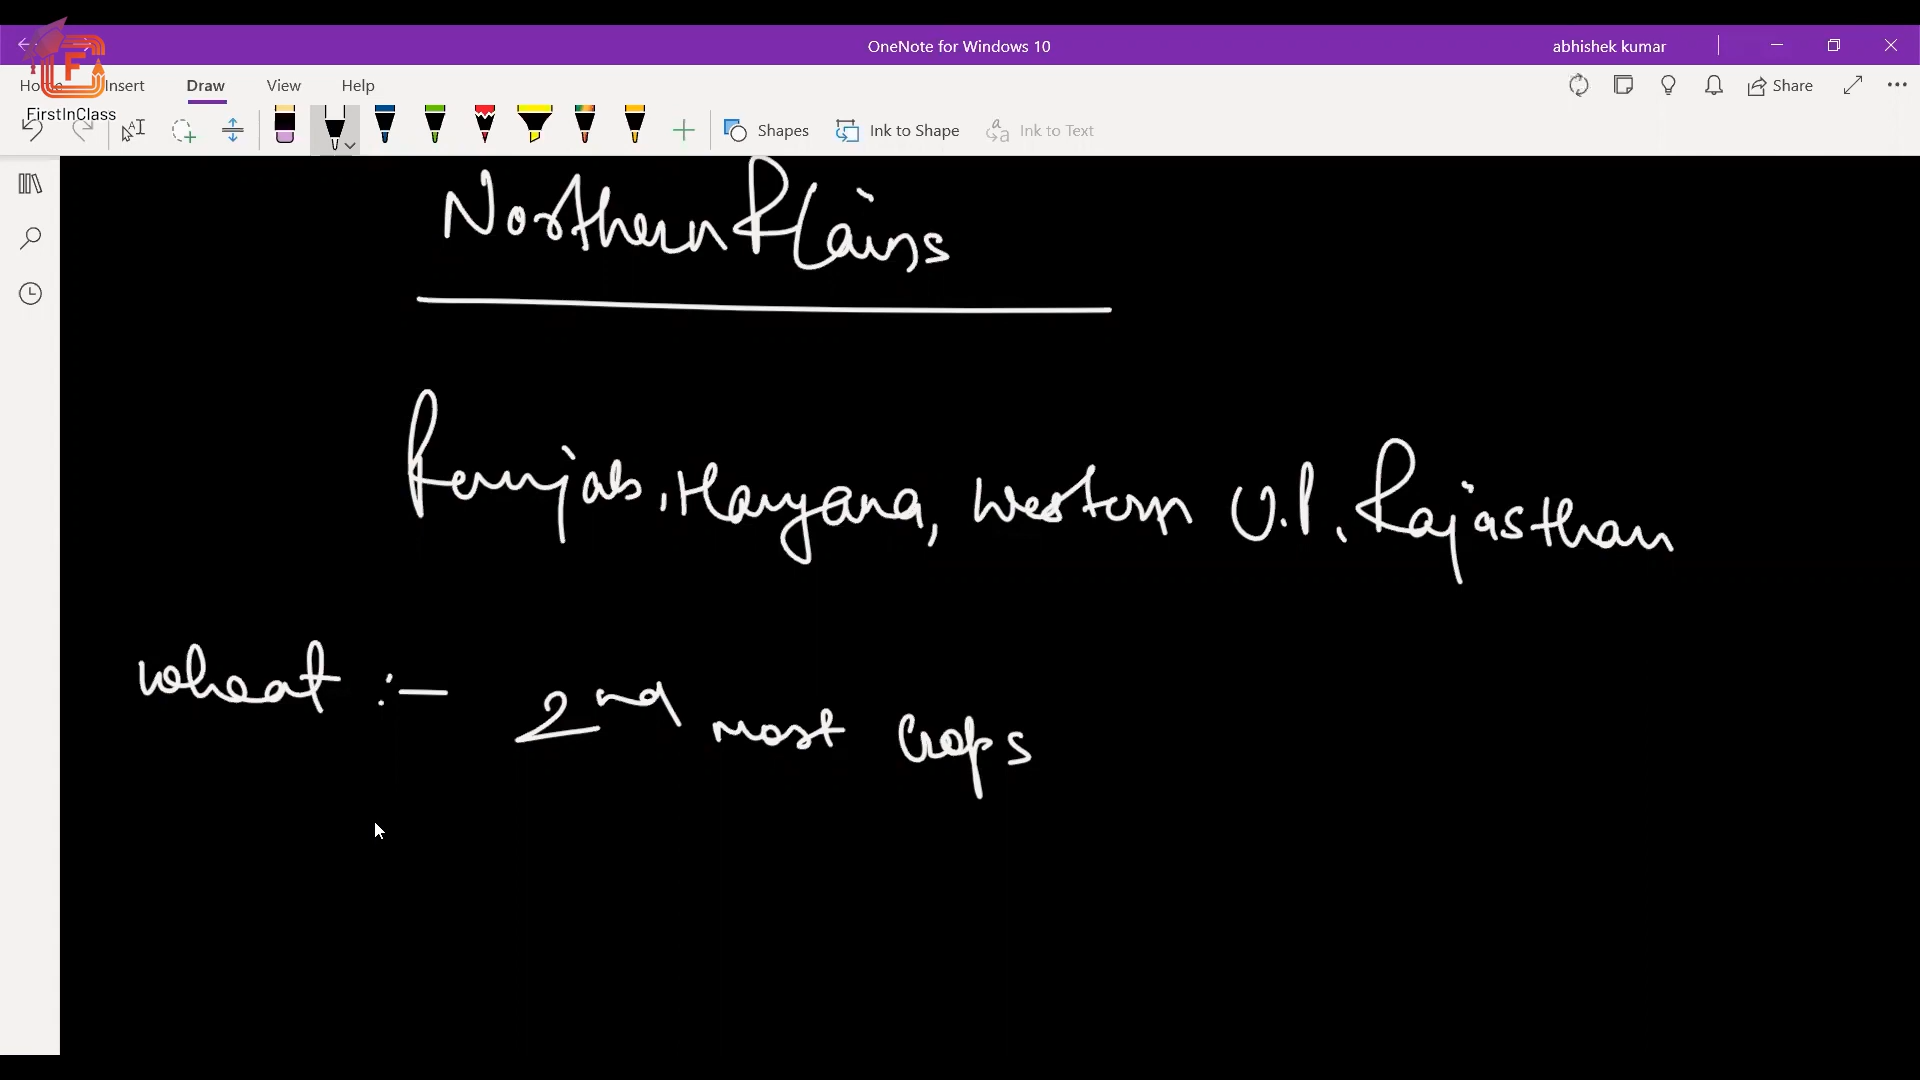 OneNote for Windows 10
abhishek kumar
Home Insert Draw View Help
Share
FirstInClass
Shapes Ink to Shape Ink to Text
Northern Plains
Punjab, Haryana, Western U.P, Rajasthan
wheat :- 2nd most Crops